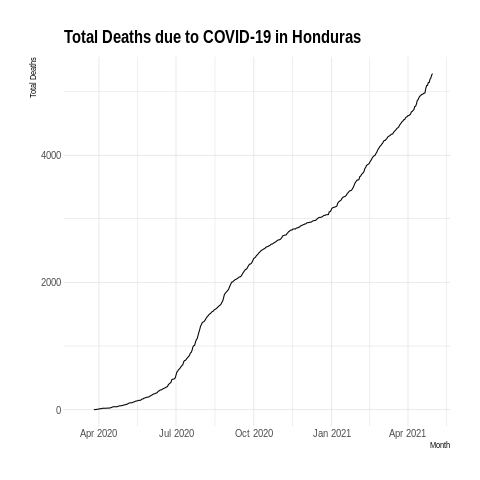 Total Deaths due to COVID-19 in Honduras
Total Deaths
4000
2000
0
Apr 2020 Jul 2020 Oct 2020 Jan 2021 Apr 2021
Month